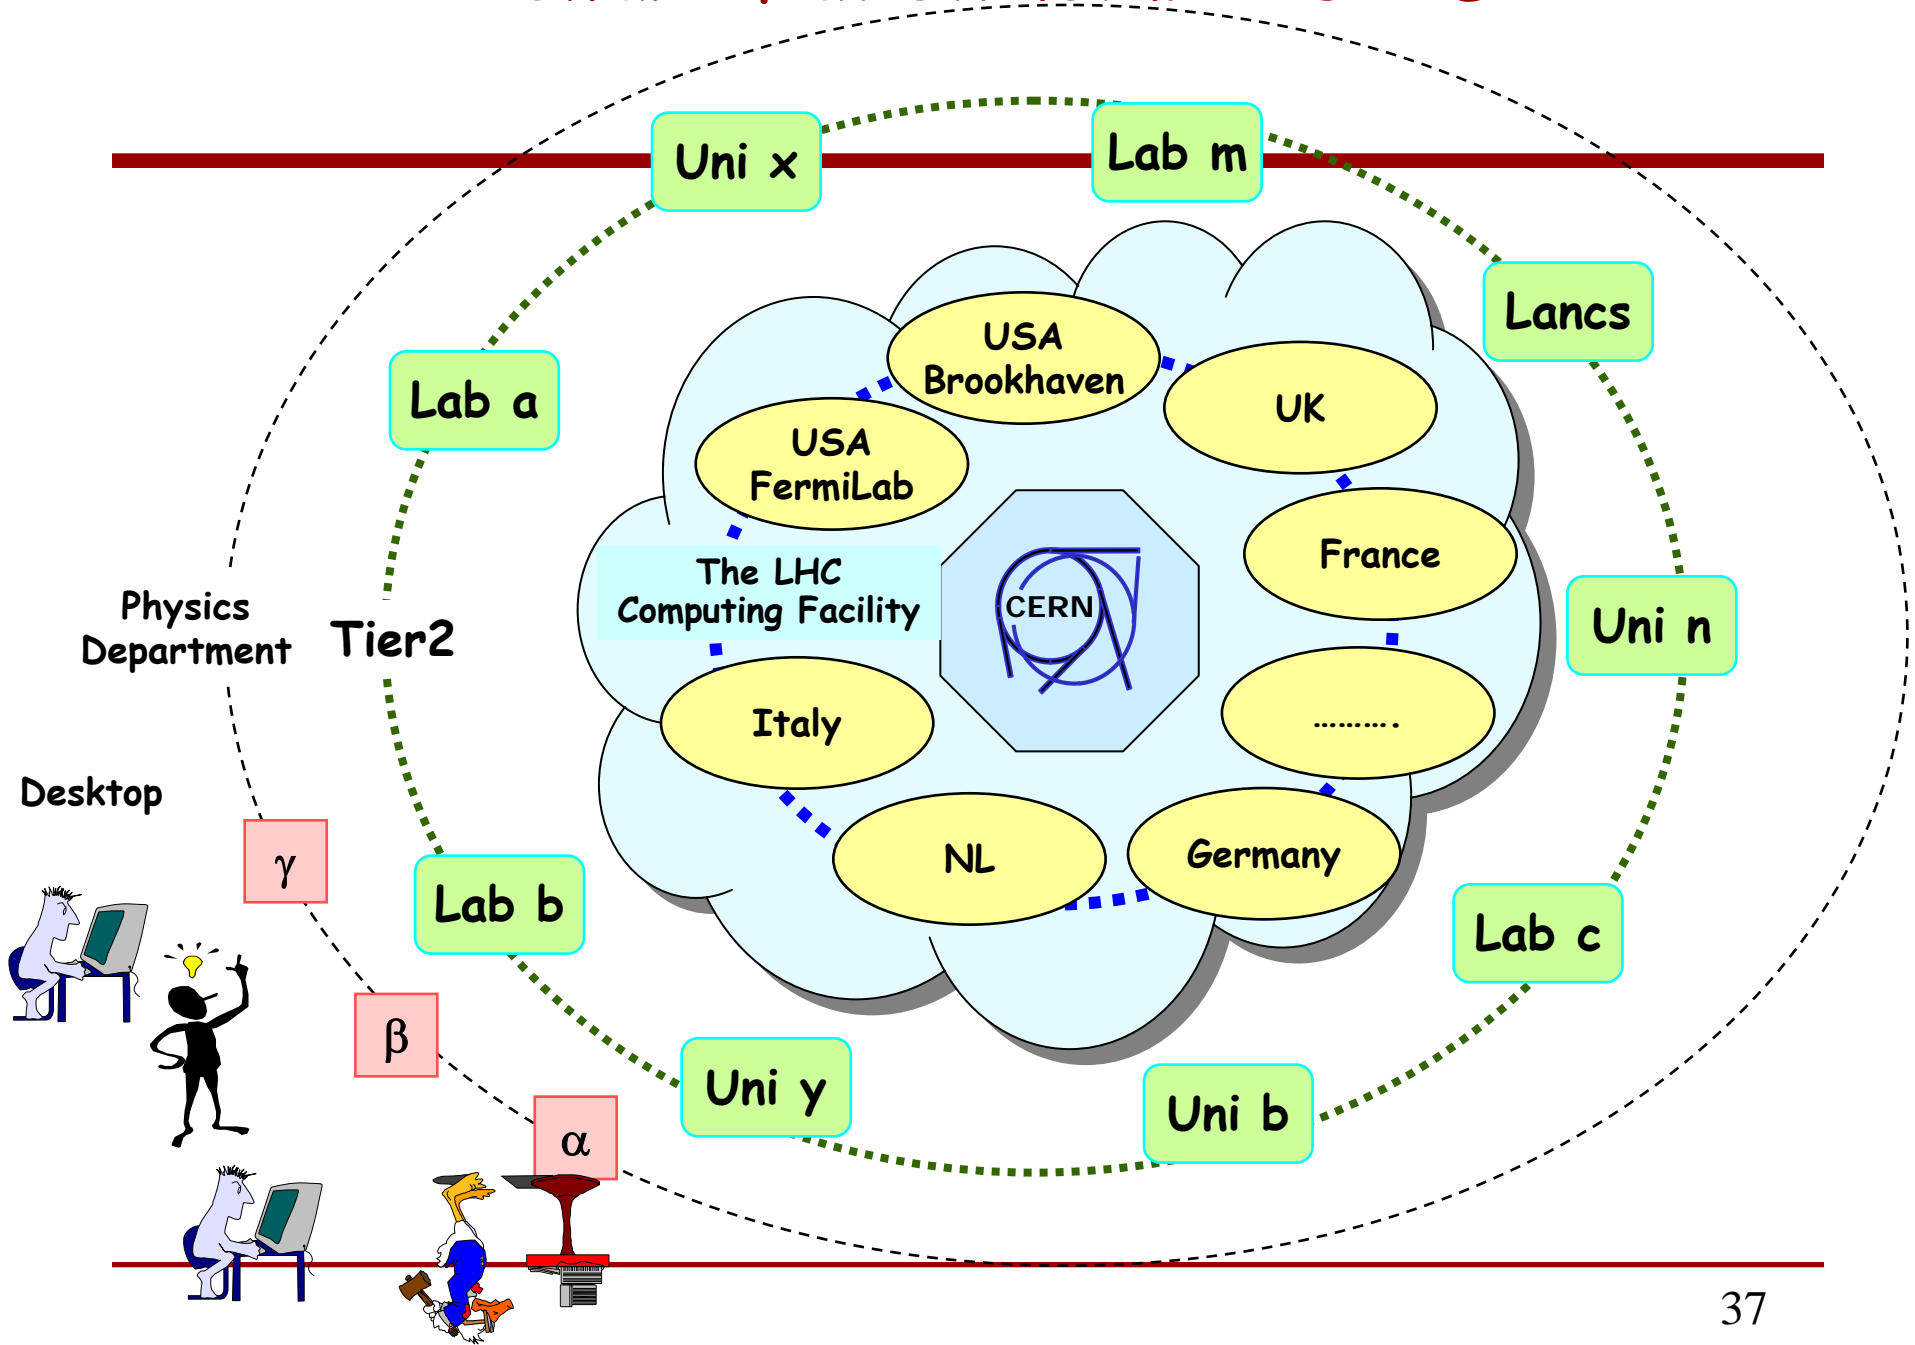 Uni x
Lab m
Lancs
USA
Brookhaven
Lab a
UK
USA
FermiLab
France
The LHC
Computing Facility
CERN
Physics
Department
Tier2
Uni n
Italy
……….
Desktop
γ
NL
Germany
Lab b
Lab c
β
Uni y
Uni b
α
37